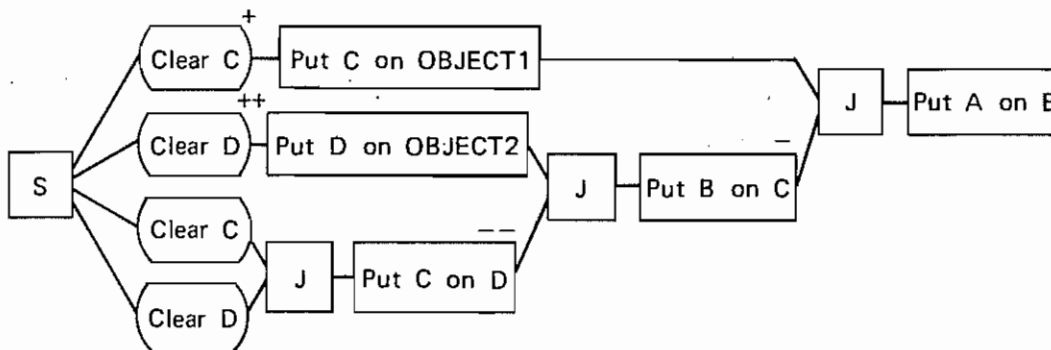 +
Clear C
Put C on OBJECT1
++
Clear D
Put D on OBJECT2
S
J
Put A on
−
J
Put B on C
Clear C
− −
J
Put C on D
Clear D